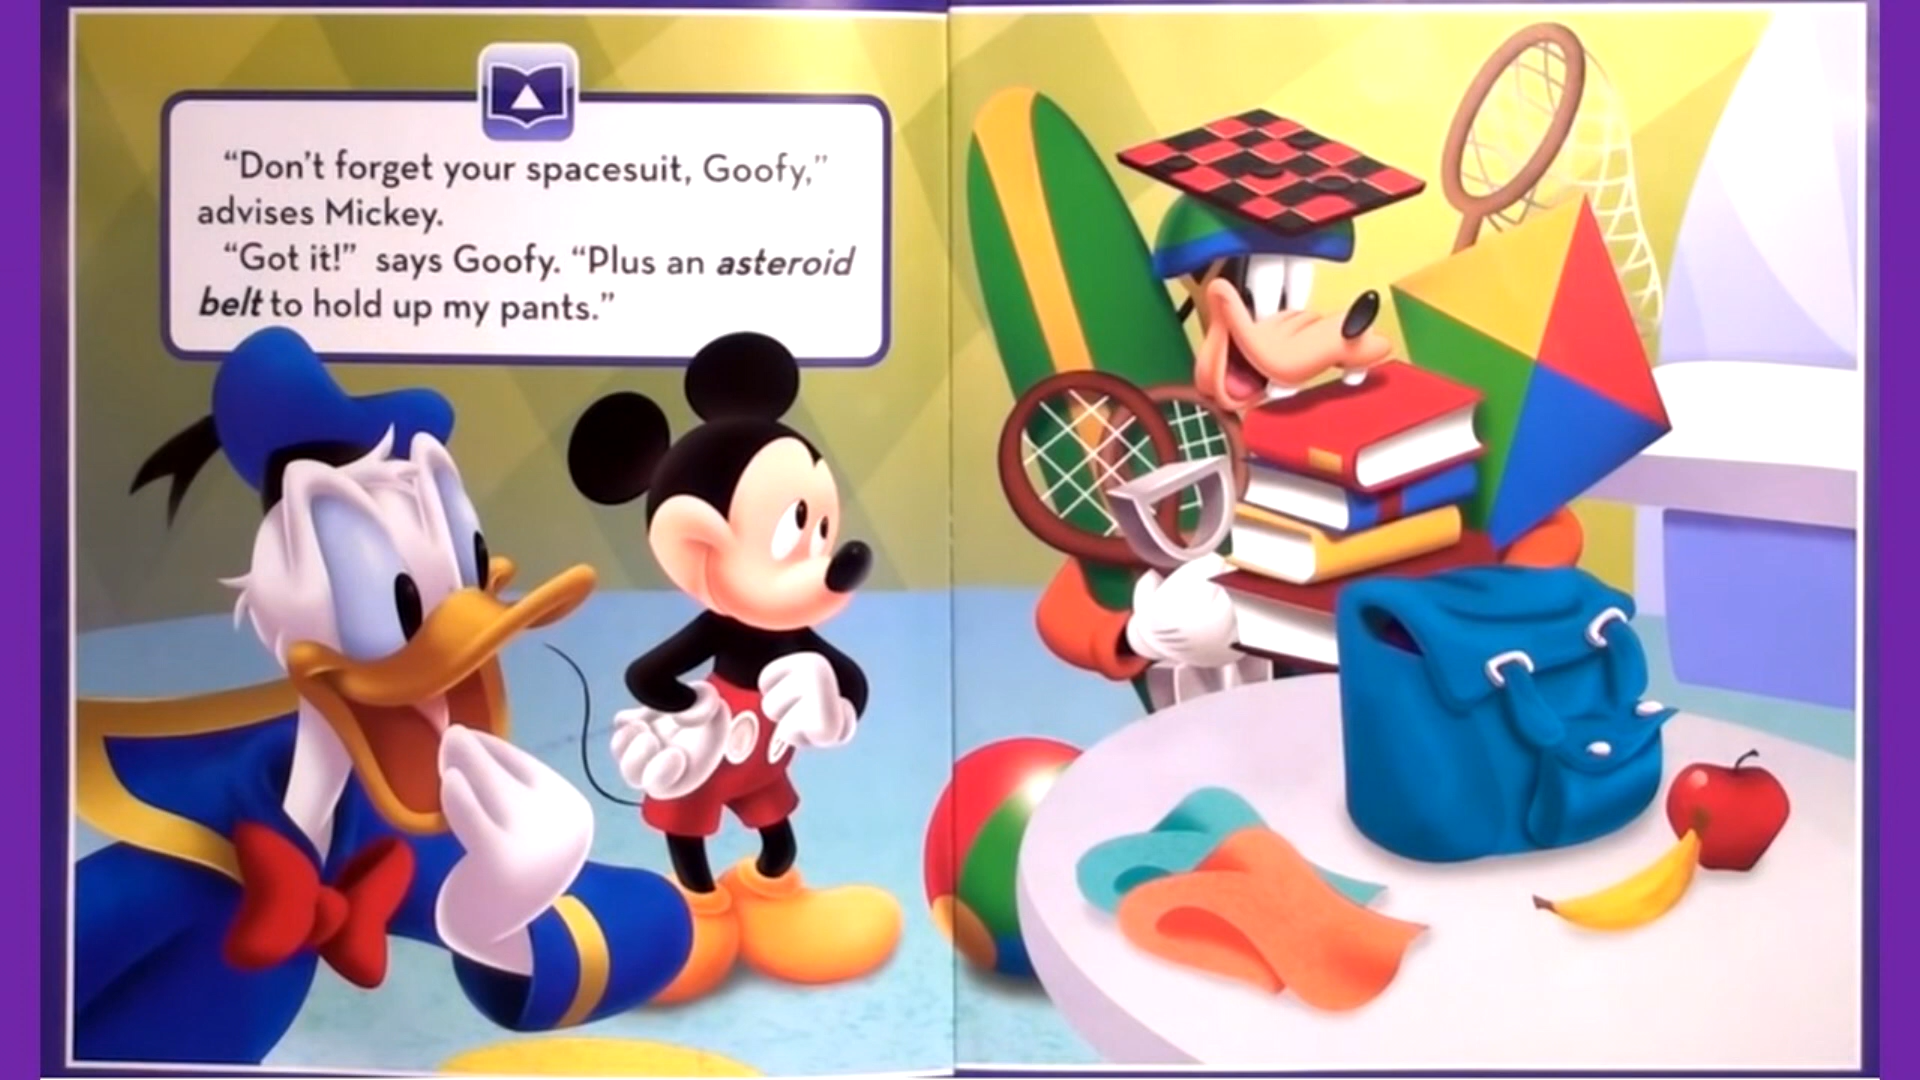 “Don’t forget your spacesuit, Goofy,”
advises Mickey.
“Got it!” says Goofy. “Plus an asteroid
belt to hold up my pants.”